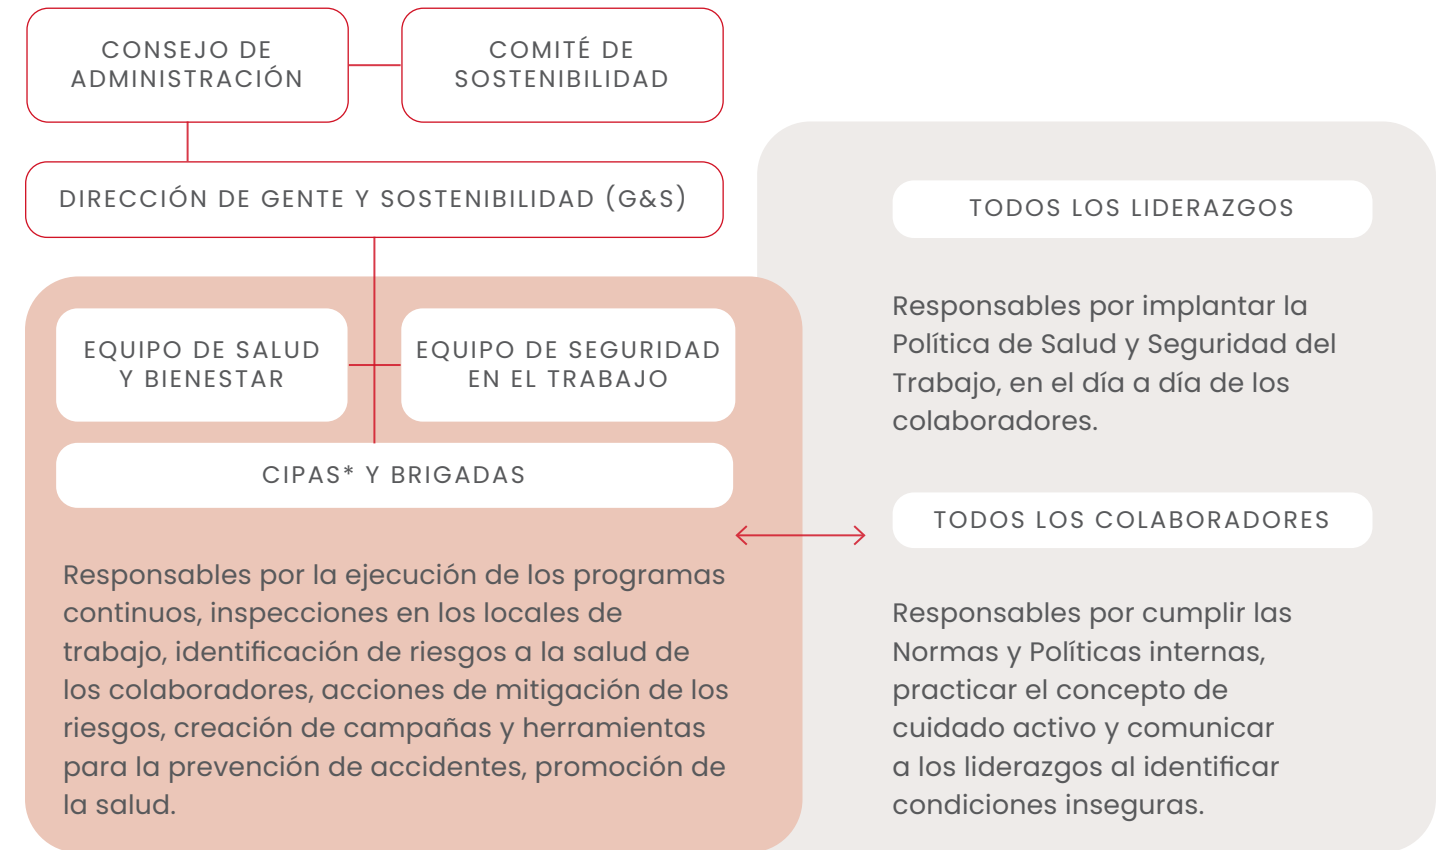 CONSEJO DE
ADMINISTRACIÓN
COMITÉ DE
SOSTENIBILIDAD
DIRECCIÓN DE GENTE Y SOSTENIBILIDAD (G&S)
EQUIPO DE SALUD
Y BIENESTAR
EQUIPO DE SEGURIDAD
EN EL TRABAJO
CIPAS* Y BRIGADAS
Responsables por la ejecución de los programas
continuos, inspecciones en los locales de
trabajo, identificación de riesgos a la salud de
los colaboradores, acciones de mitigación de los
riesgos, creación de campañas y herramientas
para la prevención de accidentes, promoción de
la salud.
TODOS LOS LIDERAZGOS
Responsables por implantar la
Política de Salud y Seguridad del
Trabajo, en el día a día de los
colaboradores.
TODOS LOS COLABORADORES
Responsables por cumplir las
Normas y Políticas internas,
practicar el concepto de
cuidado activo y comunicar
a los liderazgos al identificar
condiciones inseguras.